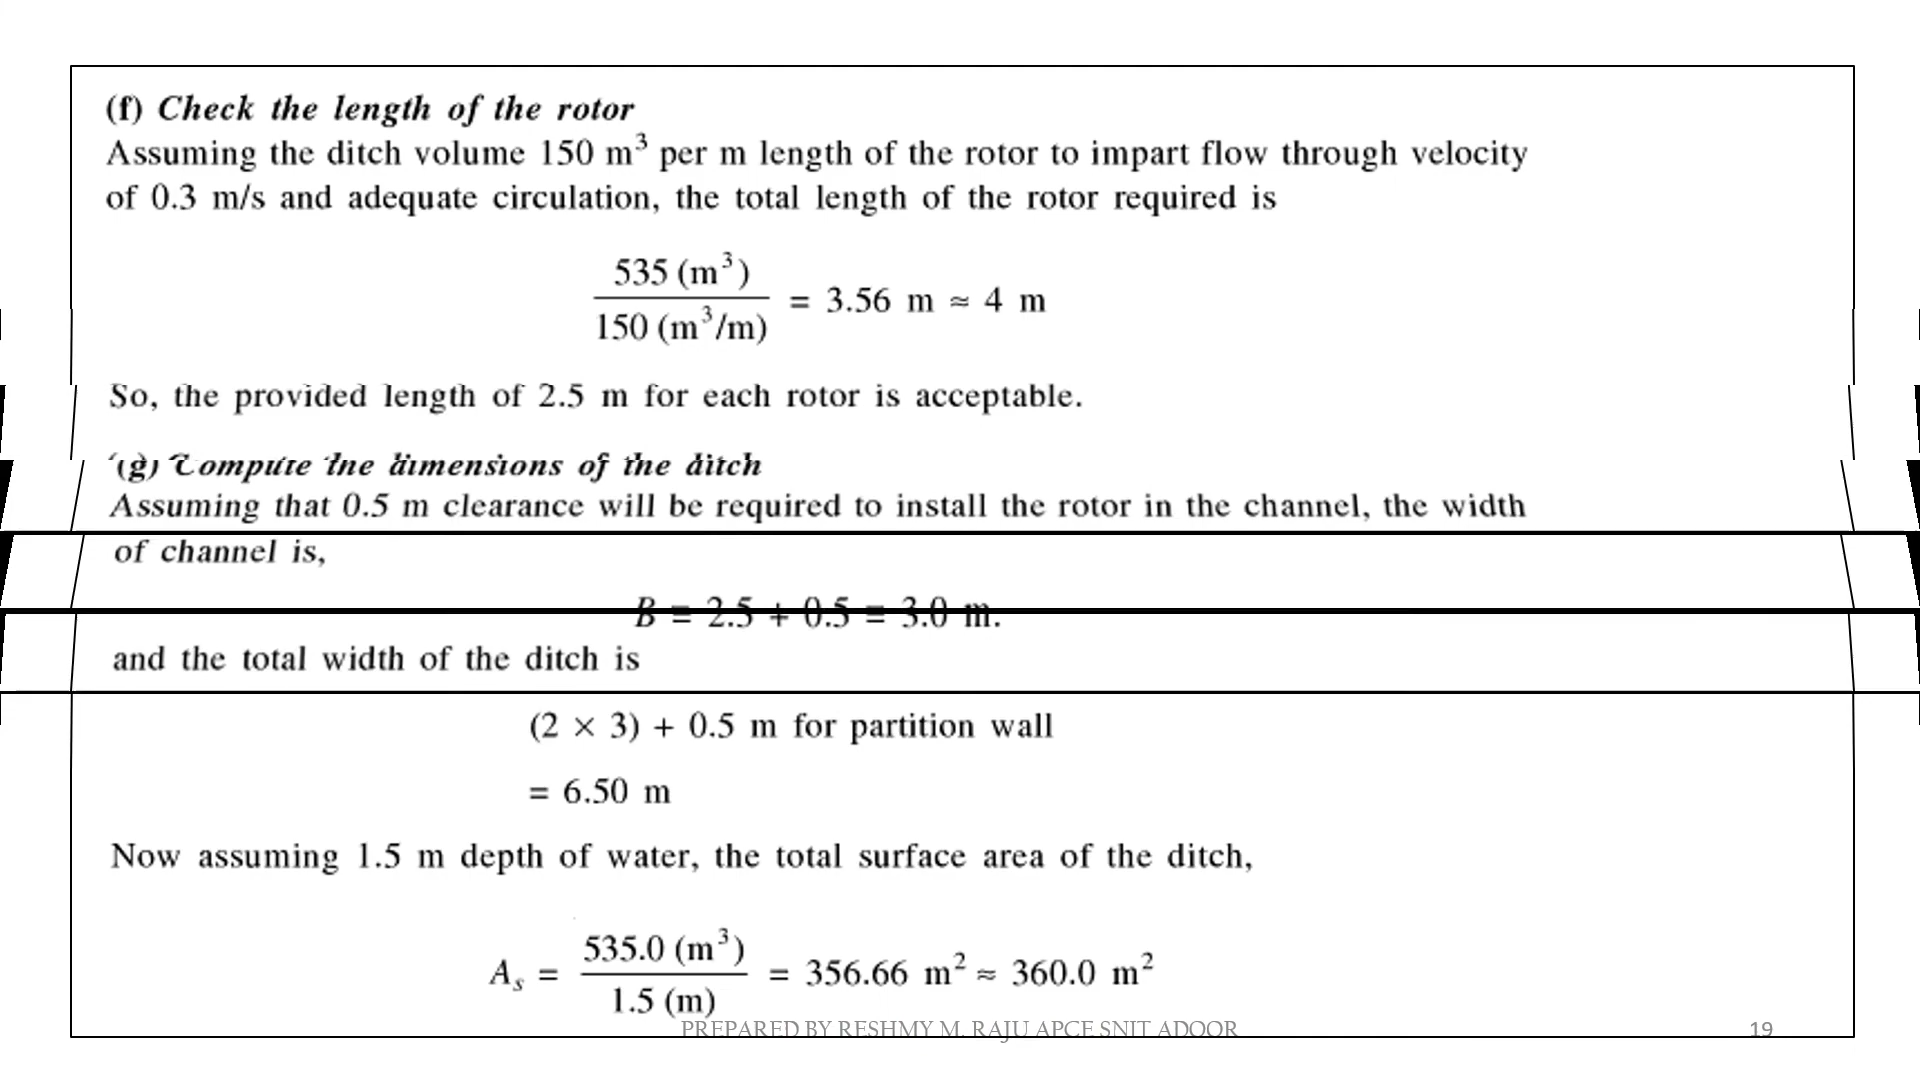 (f) Check the length of the rotor
Assuming the ditch volume 150 m³ per m length of the rotor to impart flow through velocity
of 0.3 m/s and adequate circulation, the total length of the rotor required is
535 (m³)
150 (m³/m)
= 3.56 m ≈ 4 m
So, the provided length of 2.5 m for each rotor is acceptable.
(g) Compute the dimensions of the ditch
Assuming that 0.5 m clearance will be required to install the rotor in the channel, the width
of channel is,
B = 2.5 + 0.5 = 3.0 m.
and the total width of the ditch is
(2 × 3) + 0.5 m for partition wall
= 6.50 m
Now assuming 1.5 m depth of water, the total surface area of the ditch,
Aₛ = 535.0 (m³)
1.5 (m)
= 356.66 m² ≈ 360.0 m²
PREPARED BY RESHMY M. RAJU APCE SNIT ADOOR
19